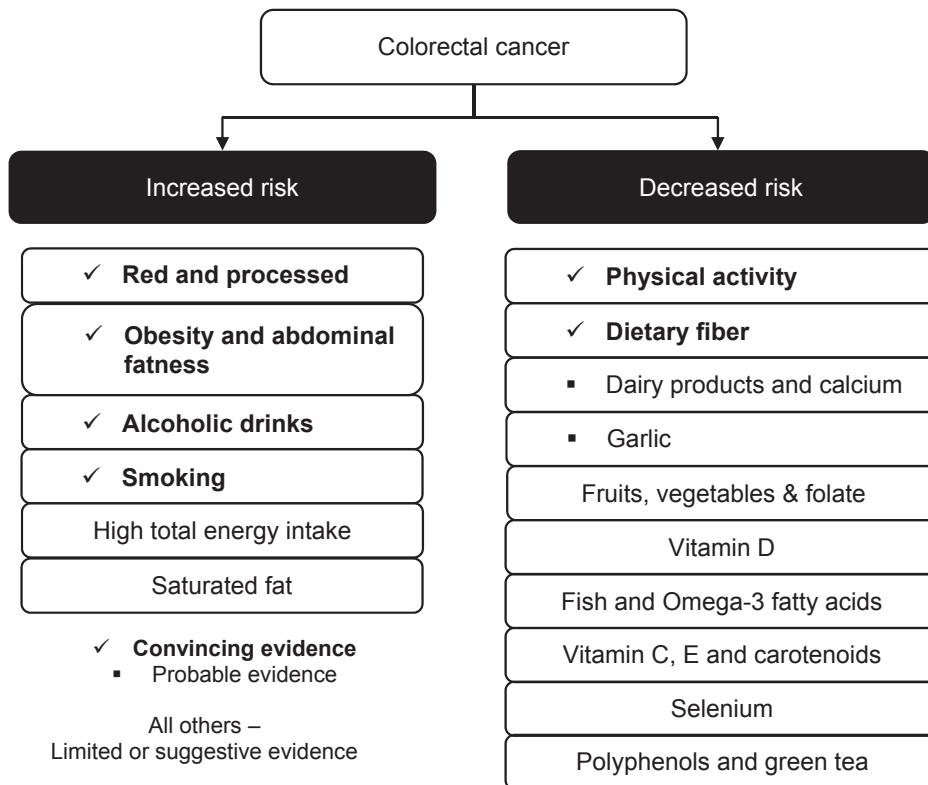 Colorectal cancer
Increased risk
✓ Red and processed
✓ Obesity and abdominal
fatness
✓ Alcoholic drinks
✓ Smoking
High total energy intake
Saturated fat
✓ Convincing evidence
▪ Probable evidence
All others –
Limited or suggestive evidence
Decreased risk
✓ Physical activity
✓ Dietary fiber
▪ Dairy products and calcium
▪ Garlic
Fruits, vegetables & folate
Vitamin D
Fish and Omega-3 fatty acids
Vitamin C, E and carotenoids
Selenium
Polyphenols and green tea